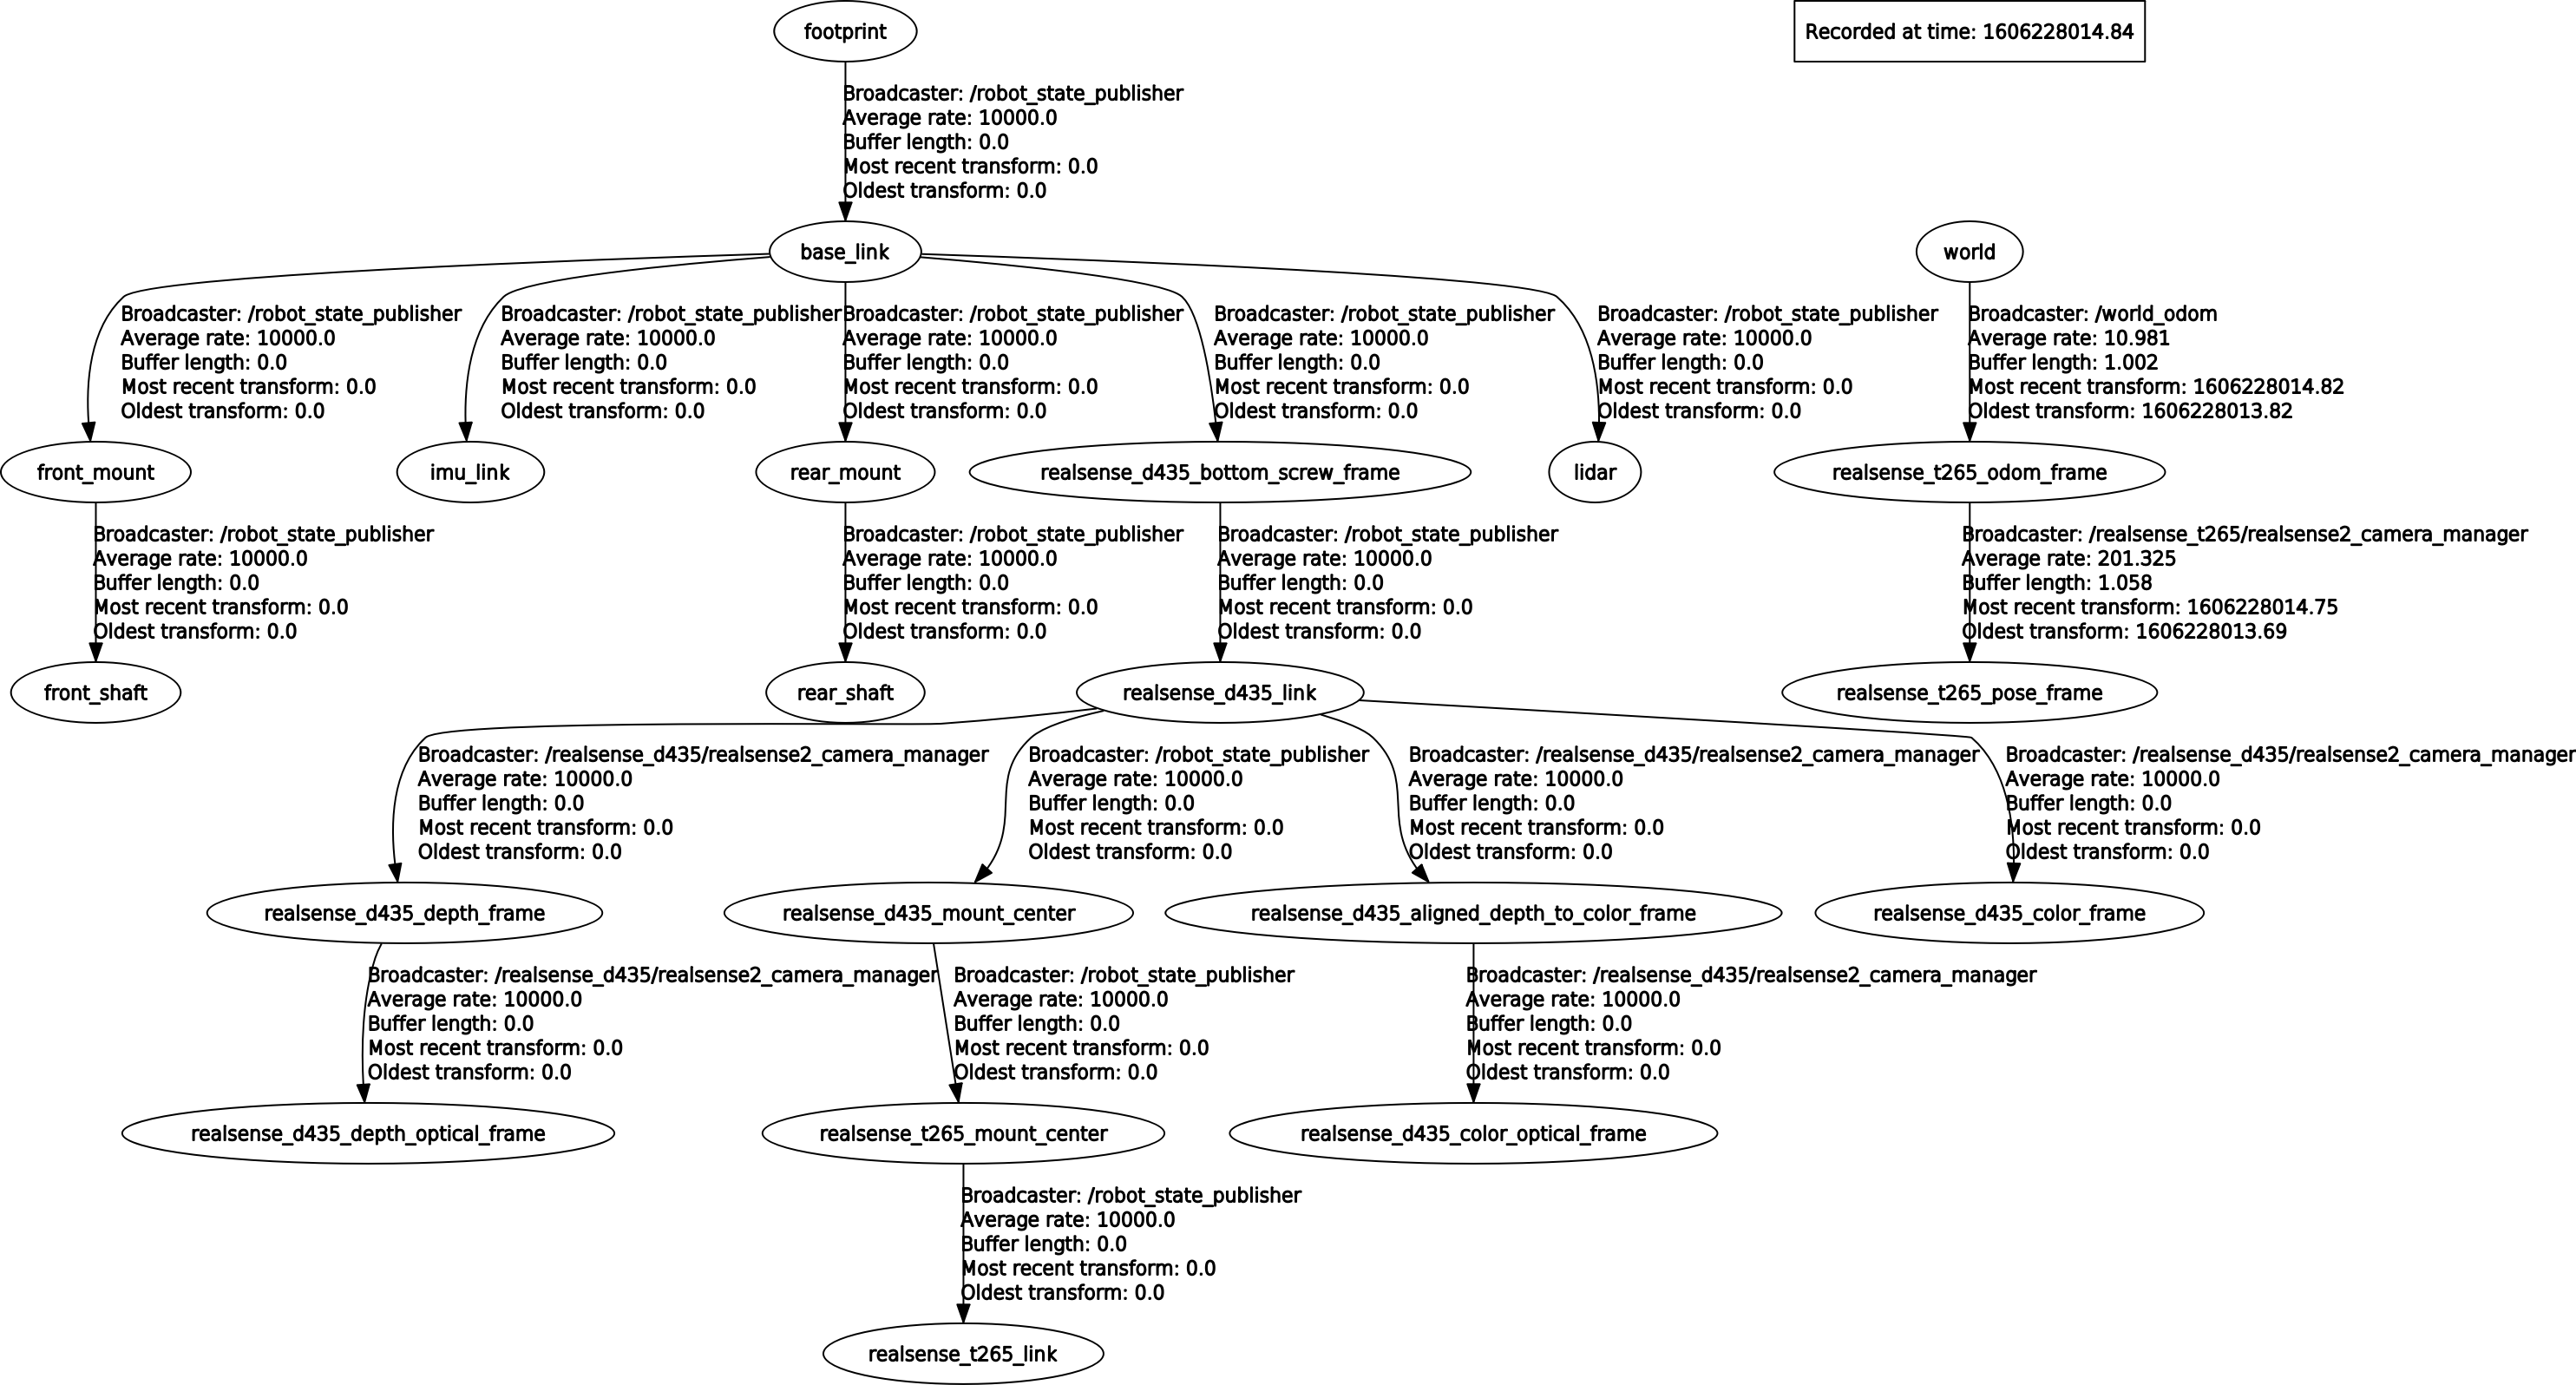 footprint
Recorded at time: 1606228014.84
Broadcaster: /robot_state_publisher
Average rate: 10000.0
Buffer length: 0.0
Most recent transform: 0.0
Oldest transform: 0.0
base_link
world
Broadcaster: /robot_state_publisher
Average rate: 10000.0
Buffer length: 0.0
Most recent transform: 0.0
Oldest transform: 0.0
Broadcaster: /robot_state_publisher
Average rate: 10000.0
Buffer length: 0.0
Most recent transform: 0.0
Oldest transform: 0.0
Broadcaster: /robot_state_publisher
Average rate: 10000.0
Buffer length: 0.0
Most recent transform: 0.0
Oldest transform: 0.0
Broadcaster: /robot_state_publisher
Average rate: 10000.0
Buffer length: 0.0
Most recent transform: 0.0
Oldest transform: 0.0
Broadcaster: /robot_state_publisher
Average rate: 10000.0
Buffer length: 0.0
Most recent transform: 0.0
Oldest transform: 0.0
Broadcaster: /world_odom
Average rate: 10.981
Buffer length: 1.002
Most recent transform: 1606228014.82
Oldest transform: 1606228013.82
front_mount
imu_link
rear_mount
realsense_d435_bottom_screw_frame
lidar
realsense_t265_odom_frame
Broadcaster: /robot_state_publisher
Average rate: 10000.0
Buffer length: 0.0
Most recent transform: 0.0
Oldest transform: 0.0
Broadcaster: /robot_state_publisher
Average rate: 10000.0
Buffer length: 0.0
Most recent transform: 0.0
Oldest transform: 0.0
Broadcaster: /robot_state_publisher
Average rate: 10000.0
Buffer length: 0.0
Most recent transform: 0.0
Oldest transform: 0.0
Broadcaster: /realsense_t265/realsense2_camera_manager
Average rate: 201.325
Buffer length: 1.058
Most recent transform: 1606228014.75
Oldest transform: 1606228013.69
front_shaft
rear_shaft
realsense_d435_link
realsense_t265_pose_frame
Broadcaster: /realsense_d435/realsense2_camera_manager
Average rate: 10000.0
Buffer length: 0.0
Most recent transform: 0.0
Oldest transform: 0.0
Broadcaster: /robot_state_publisher
Average rate: 10000.0
Buffer length: 0.0
Most recent transform: 0.0
Oldest transform: 0.0
Broadcaster: /realsense_d435/realsense2_camera_manager
Average rate: 10000.0
Buffer length: 0.0
Most recent transform: 0.0
Oldest transform: 0.0
Broadcaster: /realsense_d435/realsense2_camera_manager
Average rate: 10000.0
Buffer length: 0.0
Most recent transform: 0.0
Oldest transform: 0.0
realsense_d435_depth_frame
realsense_d435_mount_center
realsense_d435_aligned_depth_to_color_frame
realsense_d435_color_frame
Broadcaster: /realsense_d435/realsense2_camera_manager
Average rate: 10000.0
Buffer length: 0.0
Most recent transform: 0.0
Oldest transform: 0.0
Broadcaster: /robot_state_publisher
Average rate: 10000.0
Buffer length: 0.0
Most recent transform: 0.0
Oldest transform: 0.0
Broadcaster: /realsense_d435/realsense2_camera_manager
Average rate: 10000.0
Buffer length: 0.0
Most recent transform: 0.0
Oldest transform: 0.0
realsense_d435_depth_optical_frame
realsense_t265_mount_center
realsense_d435_color_optical_frame
Broadcaster: /robot_state_publisher
Average rate: 10000.0
Buffer length: 0.0
Most recent transform: 0.0
Oldest transform: 0.0
realsense_t265_link